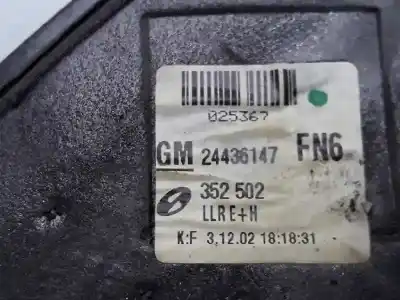 025367
GM 24436147 FN6
352 502
LLRE+H
K:F 3,12.02 18:18:31